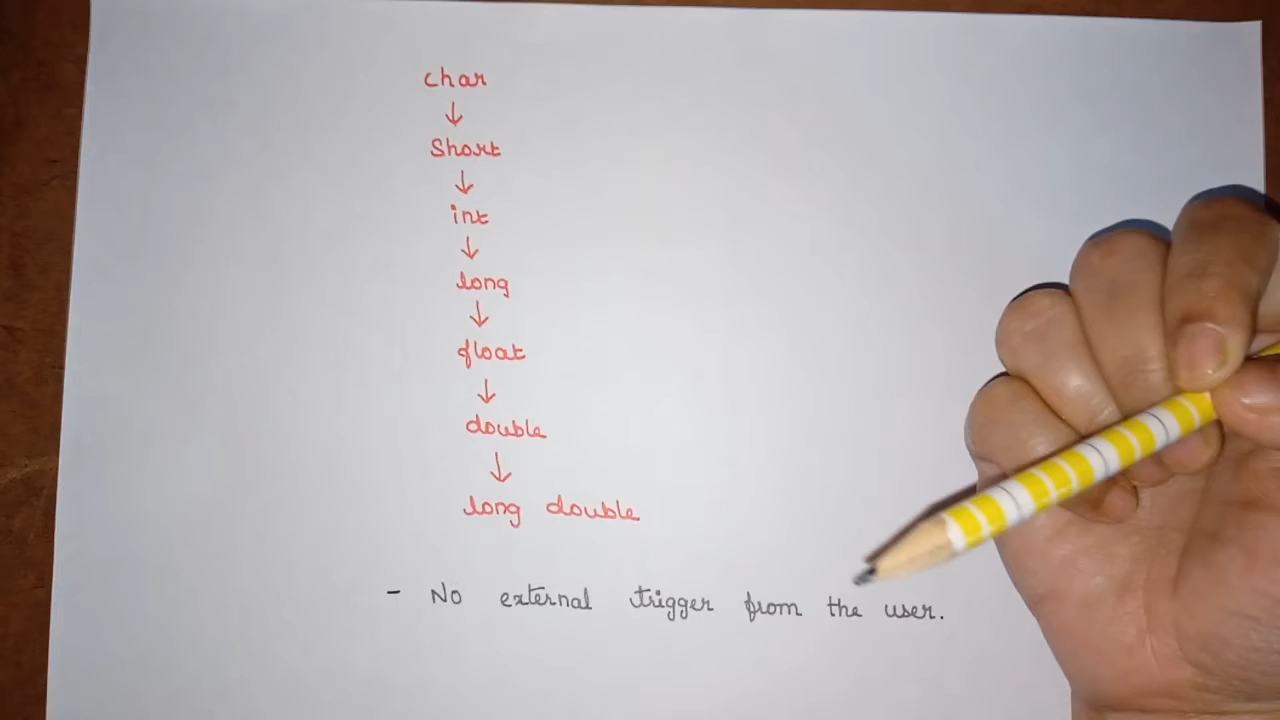 char
↓
Short
↓
int
↓
long
↓
float
↓
double
↓
long double
- No external trigger from the user.